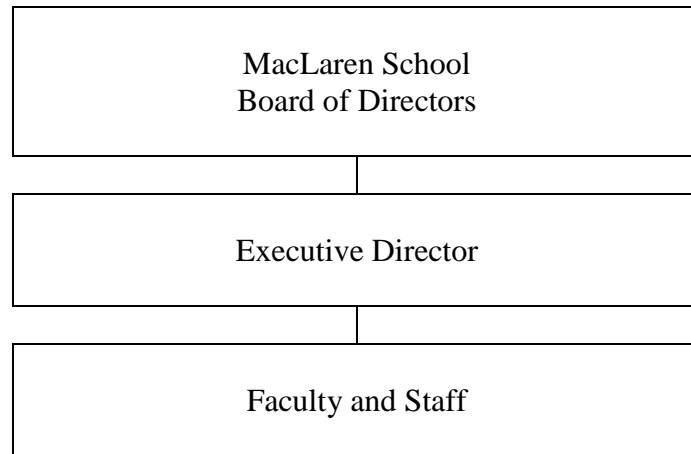 MacLaren School
Board of Directors
Executive Director
Faculty and Staff